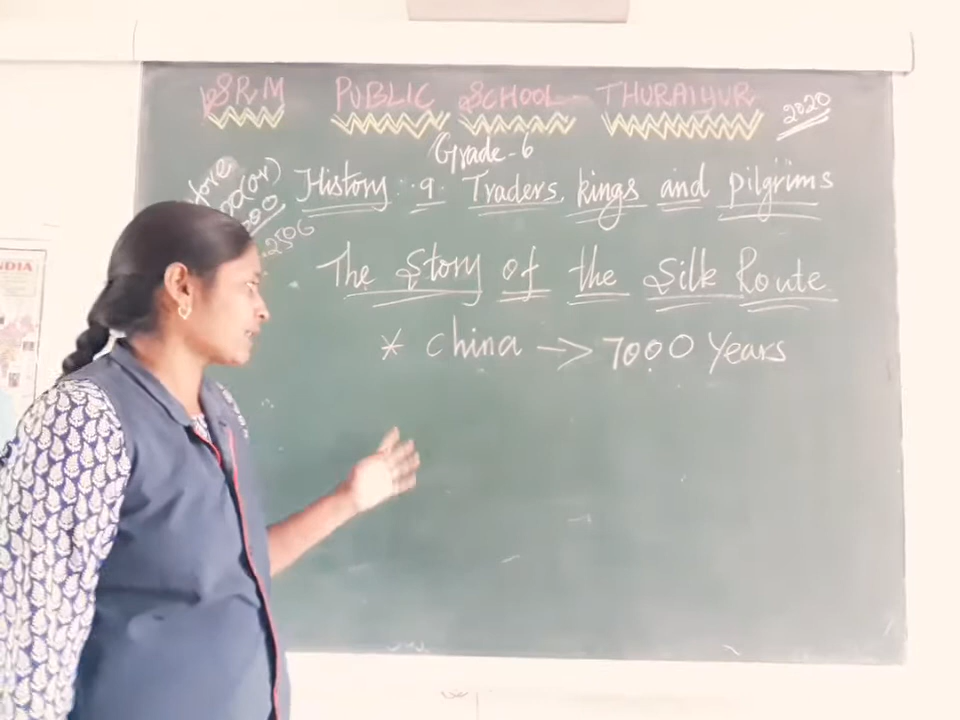 SRM PUBLIC SCHOOL - THURAIYUR
2020
Grade-6
History. 9. Traders, kings and pilgrims
The Story of the Silk Route
* China -> 7000 Years
INDIA